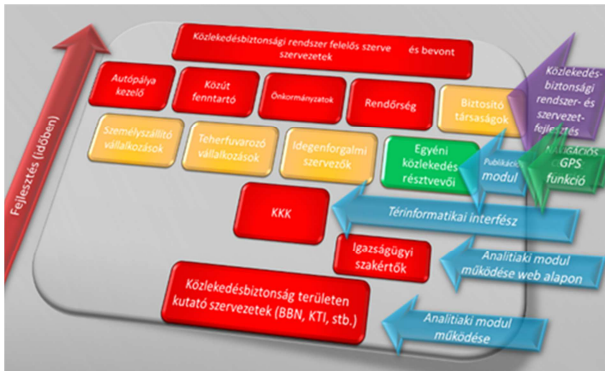 Közlekedésbiztonsági rendszer felelős szerve és bevont
szervezetek
Autópálya
kezelő
Közút
fenntartó
Önkormányzatok
Rendőrség
Biztosító
társaságok
Közlekedés-
biztonsági
rendszer- és
szervezet-
fejlesztés
Személyszállító
vállalkozások
Teherfuvarozó
vállalkozások
Idegenforgalmi
szervezők
Egyéni
közlekedés
résztvevői
Publikáció
modul
NAVIGÁCIÓS
GPS
funkció
Fejlesztés (időben)
KKK
Térinformatikai interfész
Igazságügyi
szakértők
Analitiaki modul
működése web alapon
Közlekedésbiztonság területen
kutató szervezetek (BBN, KTI, stb.)
Analitiaki modul
működése